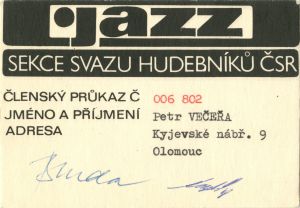 jazz
SEKCE SVAZU HUDEBNÍKŮ ČSR
ČLENSKÝ PRŮKAZ Č 006 802
JMÉNO A PŘÍJMENÍ Petr VEČEŘA
ADRESA Kyjevské nábř. 9
Olomouc